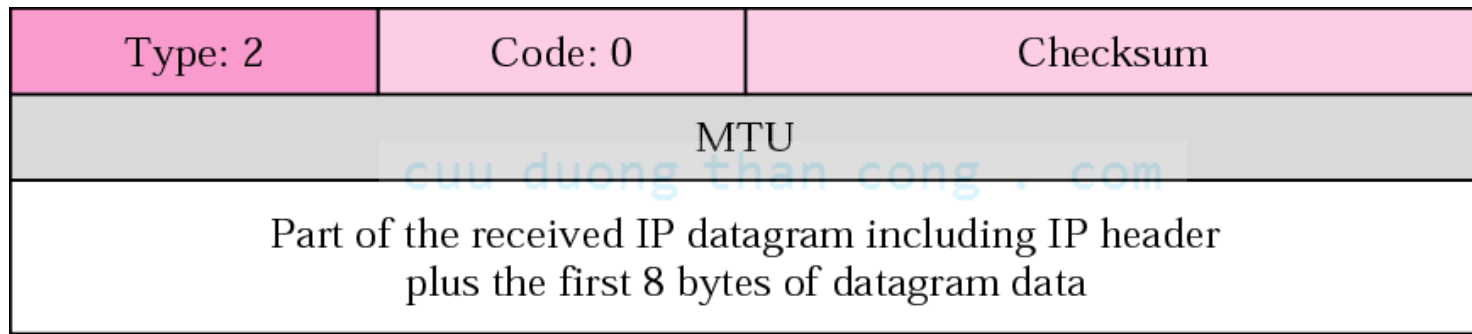 Type: 2 Code: 0 Checksum
MTU
cuu duong than cong . com
Part of the received IP datagram including IP header
plus the first 8 bytes of datagram data